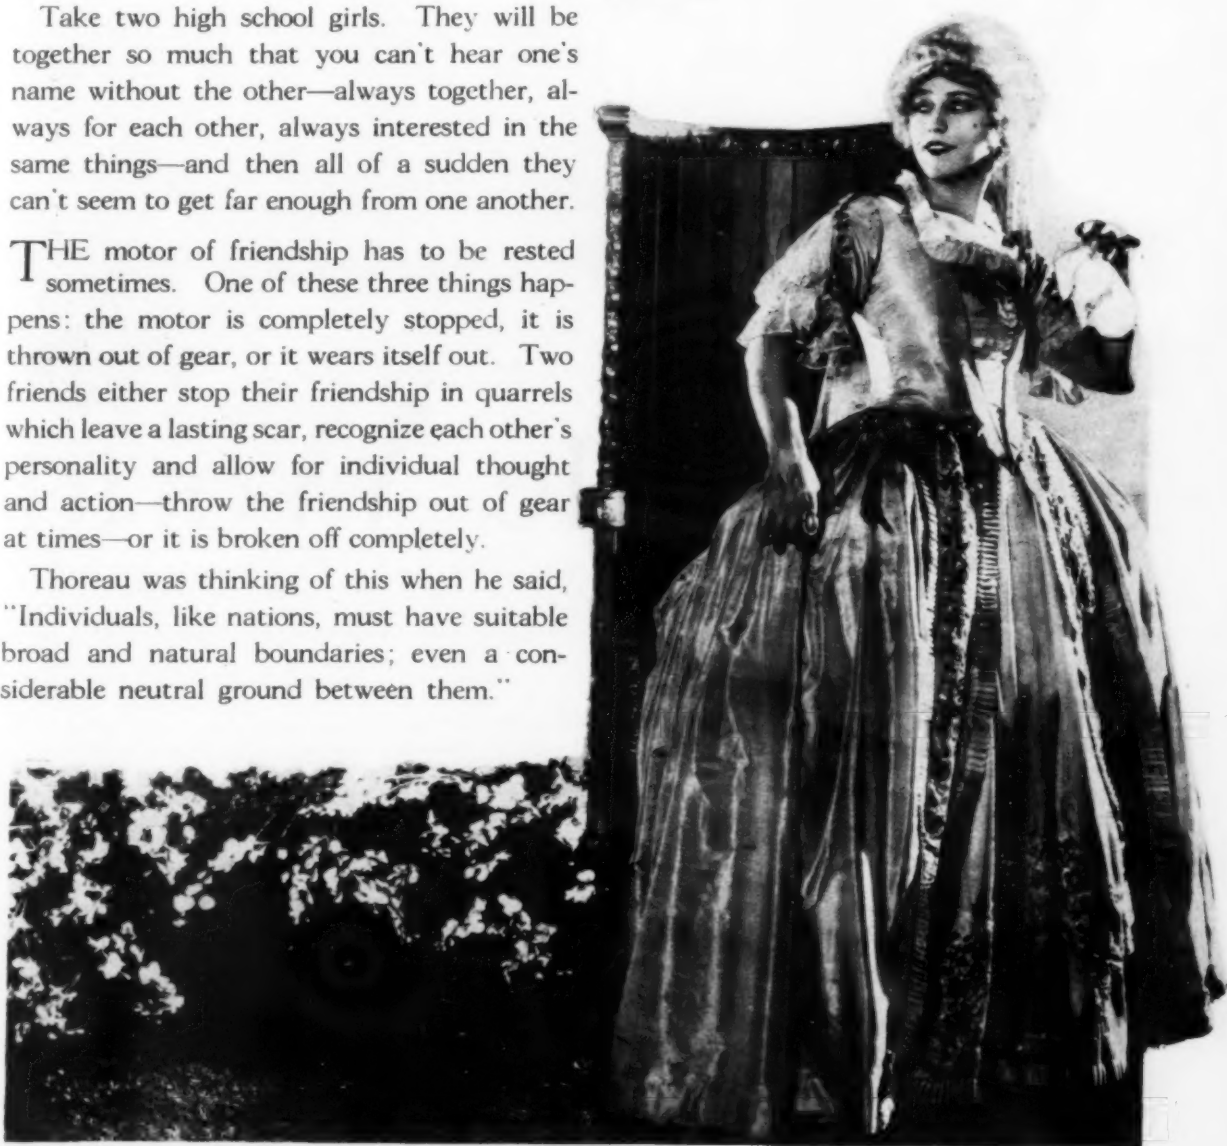 Take two high school girls. They will be
together so much that you can't hear one's
name without the other—always together, al-
ways for each other, always interested in the
same things—and then all of a sudden they
can't seem to get far enough from one another.
THE motor of friendship has to be rested
sometimes. One of these three things hap-
pens: the motor is completely stopped, it is
thrown out of gear, or it wears itself out. Two
friends either stop their friendship in quarrels
which leave a lasting scar, recognize each other's
personality and allow for individual thought
and action—throw the friendship out of gear
at times—or it is broken off completely.
Thoreau was thinking of this when he said,
"Individuals, like nations, must have suitable
broad and natural boundaries; even a con-
siderable neutral ground between them."